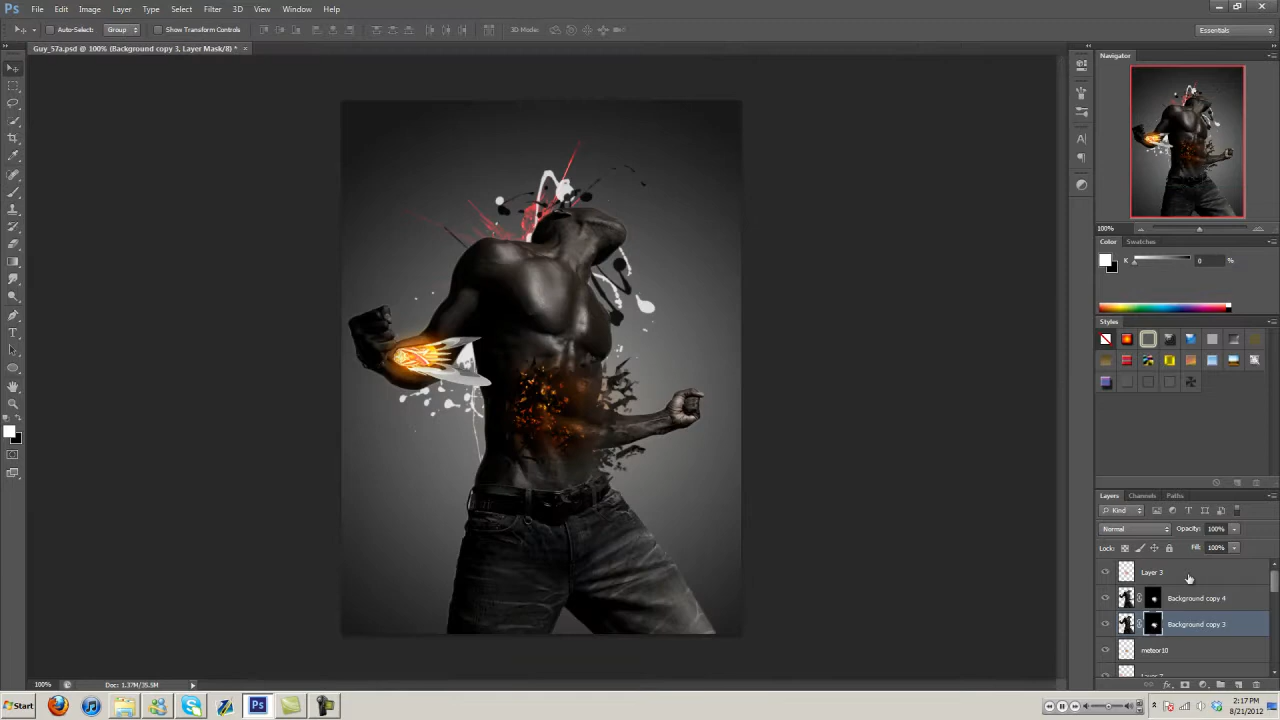 Ps File Edit Image Layer Type Select Filter 3D View Window Help
Auto-Select: Group Show Transform Controls 3D Mode: Essentials
Guy_57a.psd @ 100% (Background copy 3, Layer Mask/8) * ×
Navigator
100%
Color Swatches
K 0 %
Styles
Layers Channels Paths
Kind
Normal Opacity: 100%
Lock: Fill: 100%
Layer 3
Background copy 4
Background copy 3
meteor10
100% Doc: 1.37M/35.5M
Start Ps 2:17 PM
8/21/2012